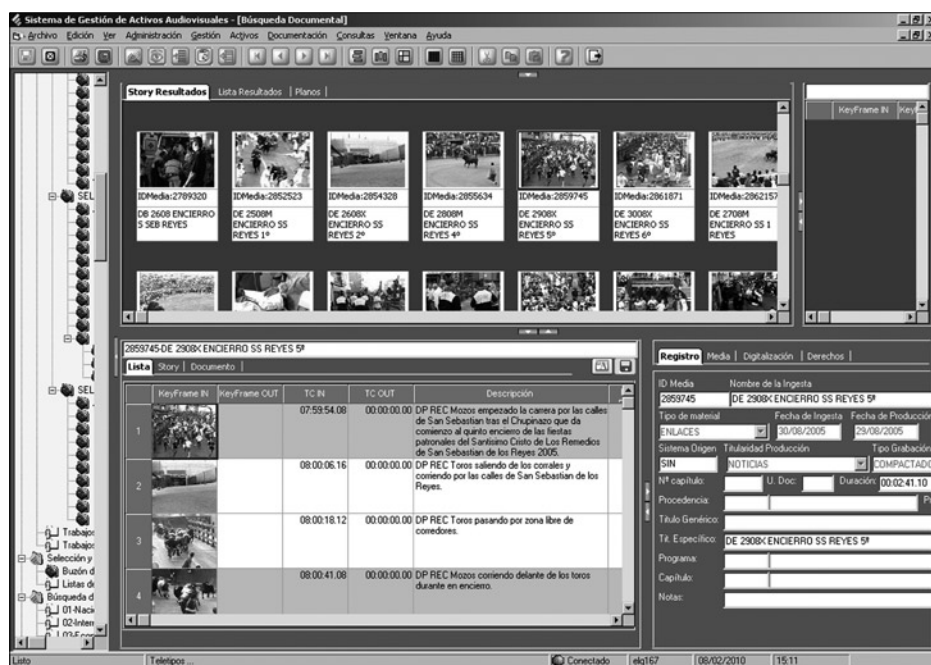 Sistema de Gestión de Activos Audiovisuales - [Búsqueda Documental]
Archivo Edición Ver Administración Gestión Activos Documentación Consultas Ventana Ayuda
Story Resultados Lista Resultados Planos
KeyFrame IN
IDMedia:2789320 IDMedia:2852523 IDMedia:2854328 IDMedia:2855634 IDMedia:2859745 IDMedia:2861871 IDMedia:2862157
DB 2608 ENCIERRO S SEB REYES
DE 2508M ENCIERRO SS REYES 1º
DE 2608X ENCIERRO SS REYES 2º
DE 2808M ENCIERRO SS REYES 4º
DE 2908X ENCIERRO SS REYES 5º
DE 3008X ENCIERRO SS REYES 6º
DE 2708M ENCIERRO SS 1 REYES
SEL
SEL
Trabajos
Trabajos
Selección y
Buzón d
Listas de
Búsqueda d
01-Naci
02-Intern
03-Econ
2859745-DE 2908X ENCIERRO SS REYES 5º
Lista Story Documento
KeyFrame IN KeyFrame OUT TC IN TC OUT Descripción
1 07:59:54.08 00:00:00.00 DP REC Mozos empezado la carrera por las calles
de San Sebastian tras el Chupinazo que da
comienzo al quinto encierro de las fiestas
patronales del Santisimo Cristo de Los Remedios
de San Sebastian de los Reyes 2005.
2 08:00:06.16 00:00:00.00 DP REC Toros saliendo de los corrales y
corriendo por las calles de San Sebastian de los
Reyes.
3 08:00:18.12 00:00:00.00 DP REC Toros pasando por zona libre de
corredores.
4 08:00:41.08 00:00:00.00 DP REC Mozos corriendo delante de los toros
durante en encierro.
Registro Media Digitalización Derechos
ID Media Nombre de la Ingesta
2859745 DE 2908X ENCIERRO SS REYES 5º
Tipo de material Fecha de Ingesta Fecha de Producción
ENLACES 30/08/2005 29/08/2005
Sistema Origen Titularidad Producción Tipo Grabación
SIN NOTICIAS COMPACTADO
Nº capítulo: U. Doc: Duración: 00:02:41.10
Procedencia:
Título Genérico:
Tit. Específico: DE 2908X ENCIERRO SS REYES 5º
Programa:
Capítulo:
Notas:
Listo Teletipos ... Conectado elg167 08/02/2010 15:11